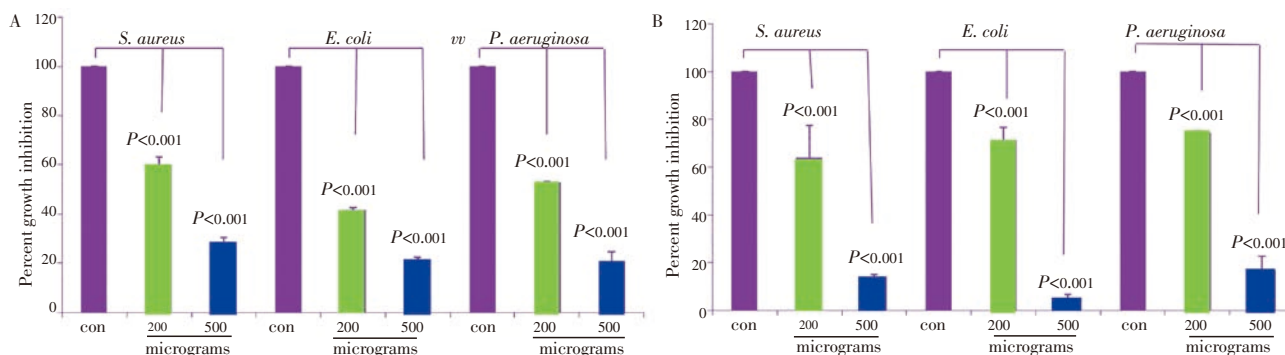 A
120
100
80
60
40
20
0
Percent growth inhibition
S. aureus
E. coli
vv P. aeruginosa
P<0.001
P<0.001
P<0.001
P<0.001
P<0.001
P<0.001
con 200 500 con 200 500 con 200 500
micrograms micrograms micrograms
B
120
100
80
60
40
20
0
Percent growth inhibition
S. aureus
E. coli
P. aeruginosa
P<0.001
P<0.001
P<0.001
P<0.001
P<0.001
P<0.001
con 200 500 con 200 500 con 200 500
micrograms micrograms micrograms